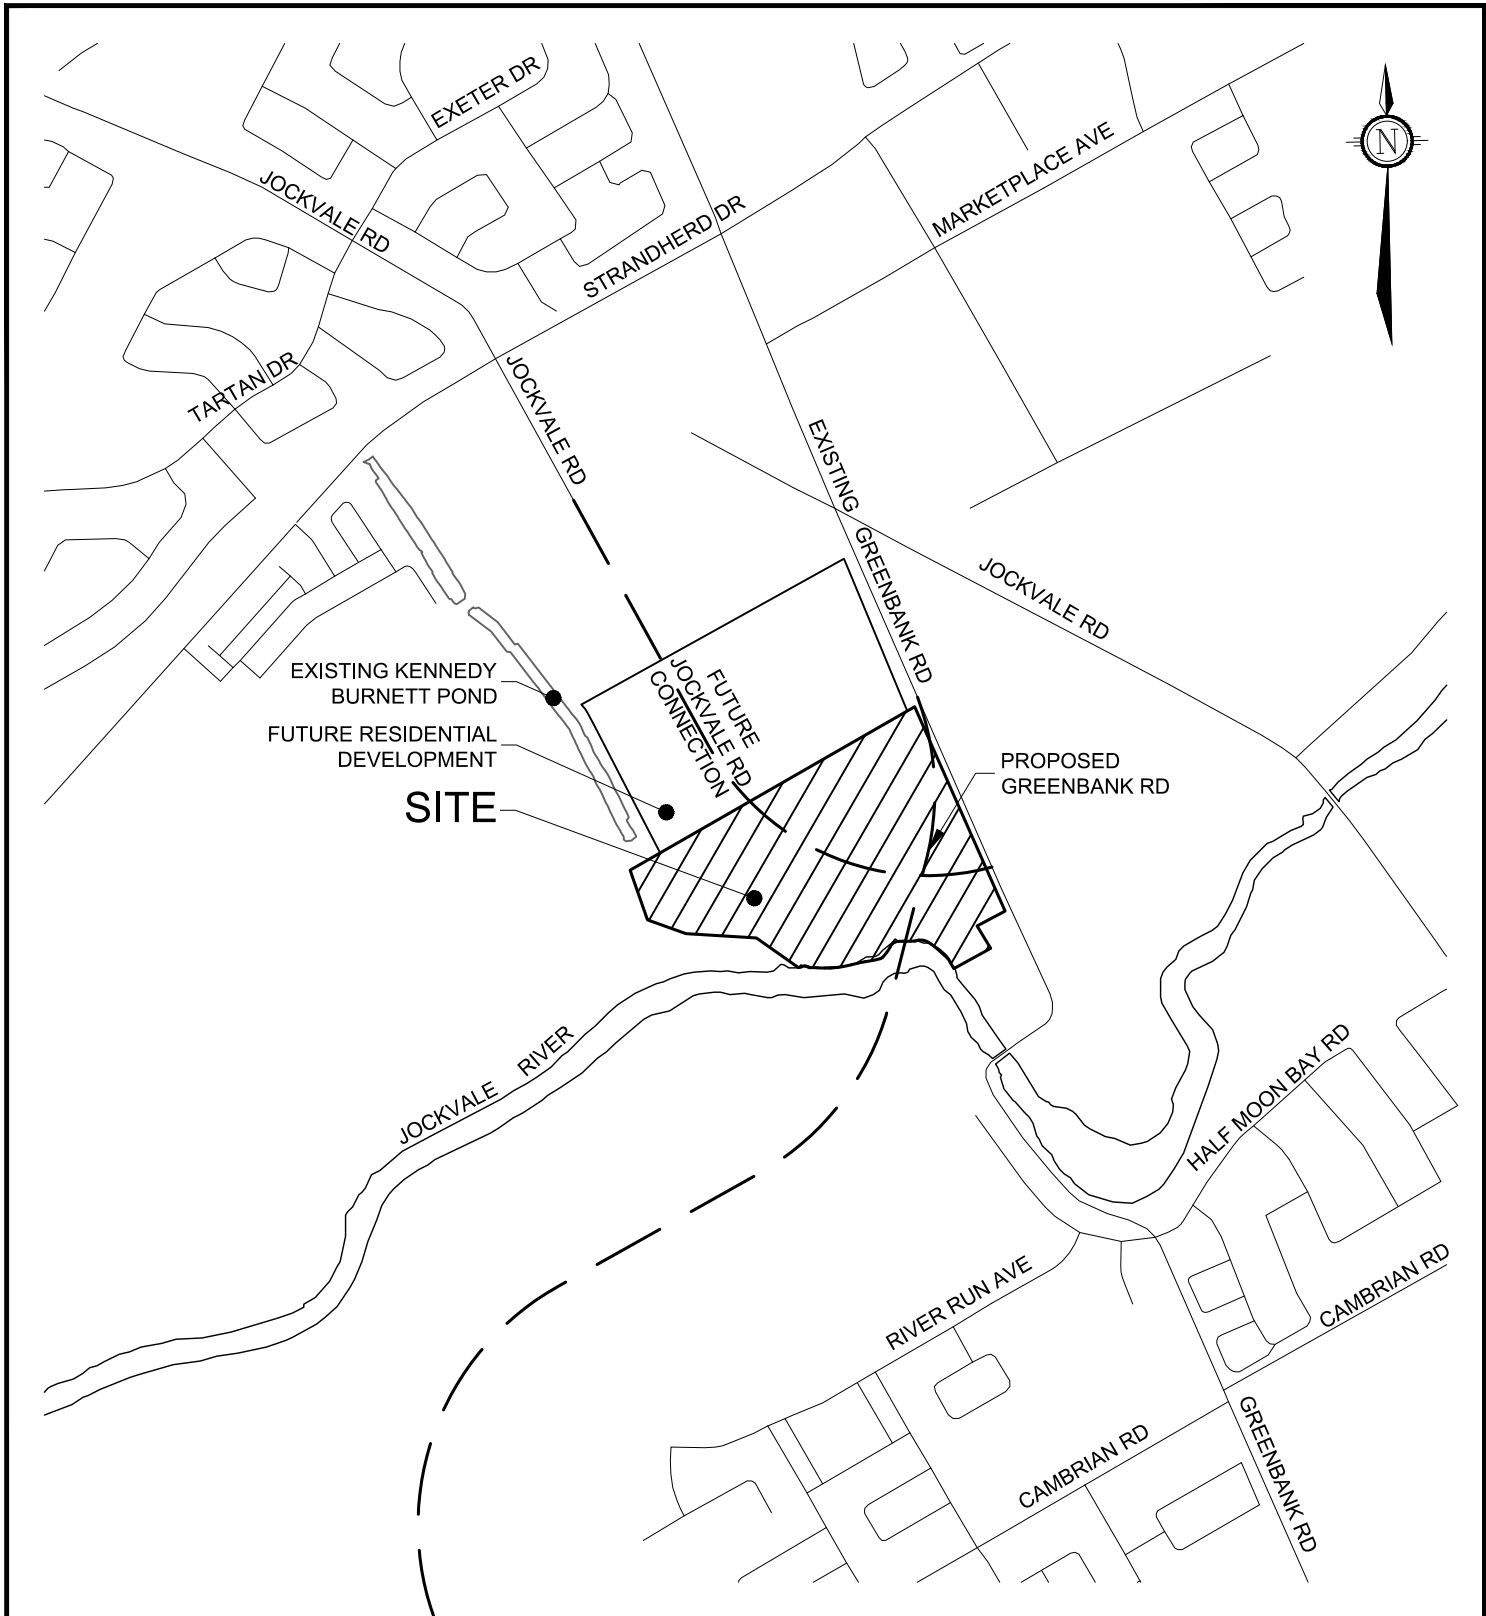 EXETER DR
N
MARKETPLACE AVE
JOCKVALE RD
STRANDHERD DR
TARTAN DR
JOCKVALE RD
EXISTING GREENBANK RD
JOCKVALE RD
EXISTING KENNEDY
BURNETT POND
FUTURE
JOCKVALE RD
CONNECTION
FUTURE RESIDENTIAL
DEVELOPMENT
PROPOSED
GREENBANK RD
SITE
JOCKVALE RIVER
HALF MOON BAY RD
RIVER RUN AVE
CAMBRIAN RD
CAMBRIAN RD
GREENBANK RD